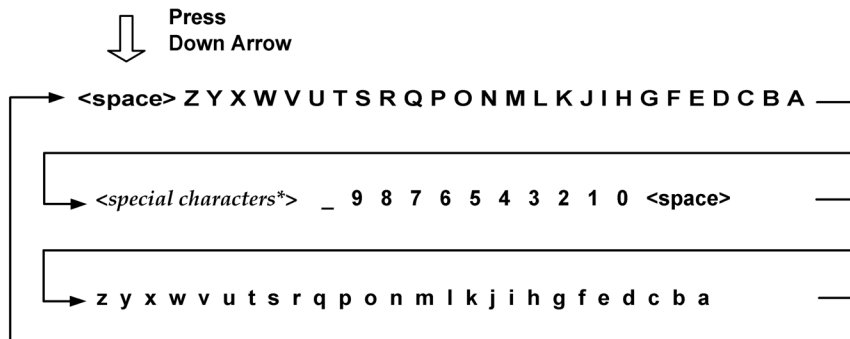 Press
Down Arrow
<space> Z Y X W V U T S R Q P O N M L K J I H G F E D C B A
<special characters*> _ 9 8 7 6 5 4 3 2 1 0 <space>
z y x w v u t s r q p o n m l k j i h g f e d c b a